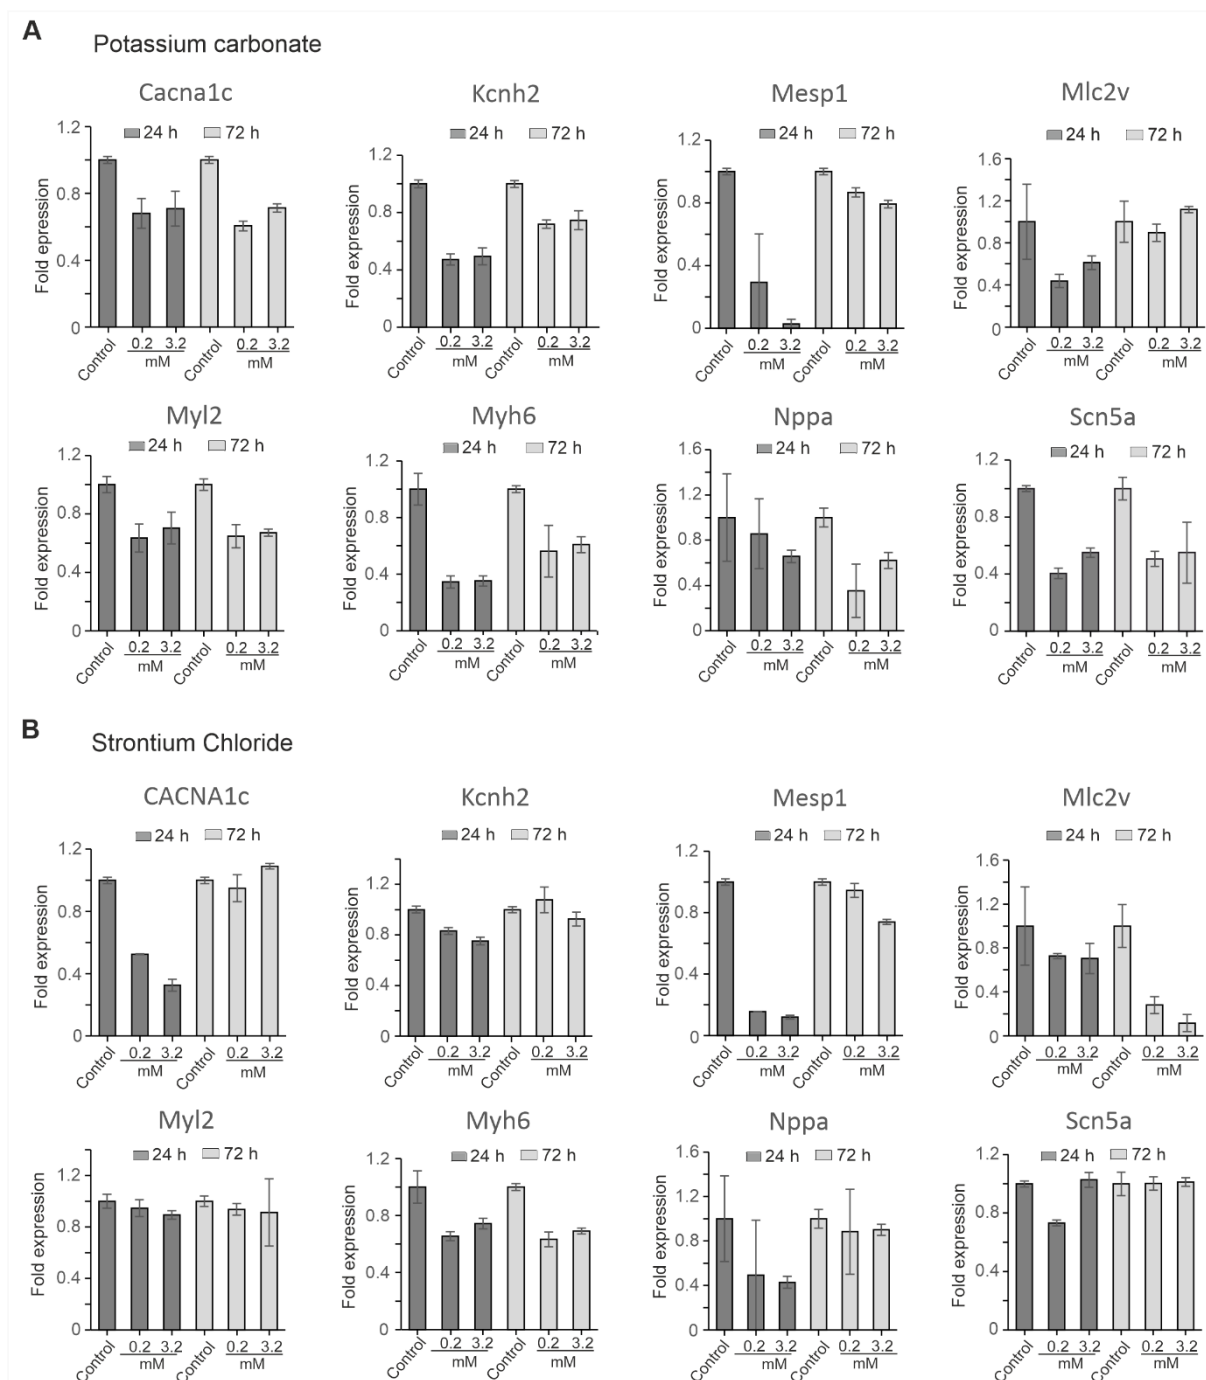 A
Potassium carbonate
Cacna1c
24 h 72 h
Fold epression
1.2
0.8
0.4
0
Control 0.2 3.2 Control 0.2 3.2
mM mM
Kcnh2
24 h 72 h
Fold expression
1.2
0.8
0.4
0
Control 0.2 3.2 Control 0.2 3.2
mM mM
Mesp1
24 h 72 h
Fold expression
1.2
0.8
0.4
0
Control 0.2 3.2 Control 0.2 3.2
mM mM
Mlc2v
24 h 72 h
Fold expression
1.6
1.2
0.8
0.4
0
Control 0.2 3.2 Control 0.2 3.2
mM mM
Myl2
24 h 72 h
Fold expression
1.2
0.8
0.4
0
Control 0.2 3.2 Control 0.2 3.2
mM mM
Myh6
24 h 72 h
Fold expression
1.2
0.8
0.4
0
Control 0.2 3.2 Control 0.2 3.2
mM mM
Nppa
24 h 72 h
Fold expression
1.6
1.2
0.8
0.4
0
Control 0.2 3.2 Control 0.2 3.2
mM mM
Scn5a
24 h 72 h
Fold expression
1.2
0.8
0.4
0
Control 0.2 3.2 Control 0.2 3.2
mM mM
B
Strontium Chloride
CACNA1c
24 h 72 h
Fold expression
1.2
0.8
0.4
0
Control 0.2 3.2 Control 0.2 3.2
mM mM
Kcnh2
24 h 72 h
Fold expression
1.2
0.8
0.4
0
Control 0.2 3.2 Control 0.2 3.2
mM mM
Mesp1
24 h 72 h
Fold expression
1.2
0.8
0.4
0
Control 0.2 3.2 Control 0.2 3.2
mM mM
Mlc2v
24 h 72 h
Fold expression
1.6
1.2
0.8
0.4
0
Control 0.2 3.2 Control 0.2 3.2
mM mM
Myl2
24 h 72 h
Fold expression
1.2
0.8
0.4
0
Control 0.2 3.2 Control 0.2 3.2
mM mM
Myh6
24 h 72 h
Fold expression
1.2
0.8
0.4
0
Control 0.2 3.2 Control 0.2 3.2
mM mM
Nppa
24 h 72 h
Fold expression
1.6
1.2
0.8
0.4
0
Control 0.2 3.2 Control 0.2 3.2
mM mM
Scn5a
24 h 72 h
Fold expression
1.2
0.8
0.4
0
Control 0.2 3.2 Control 0.2 3.2
mM mM